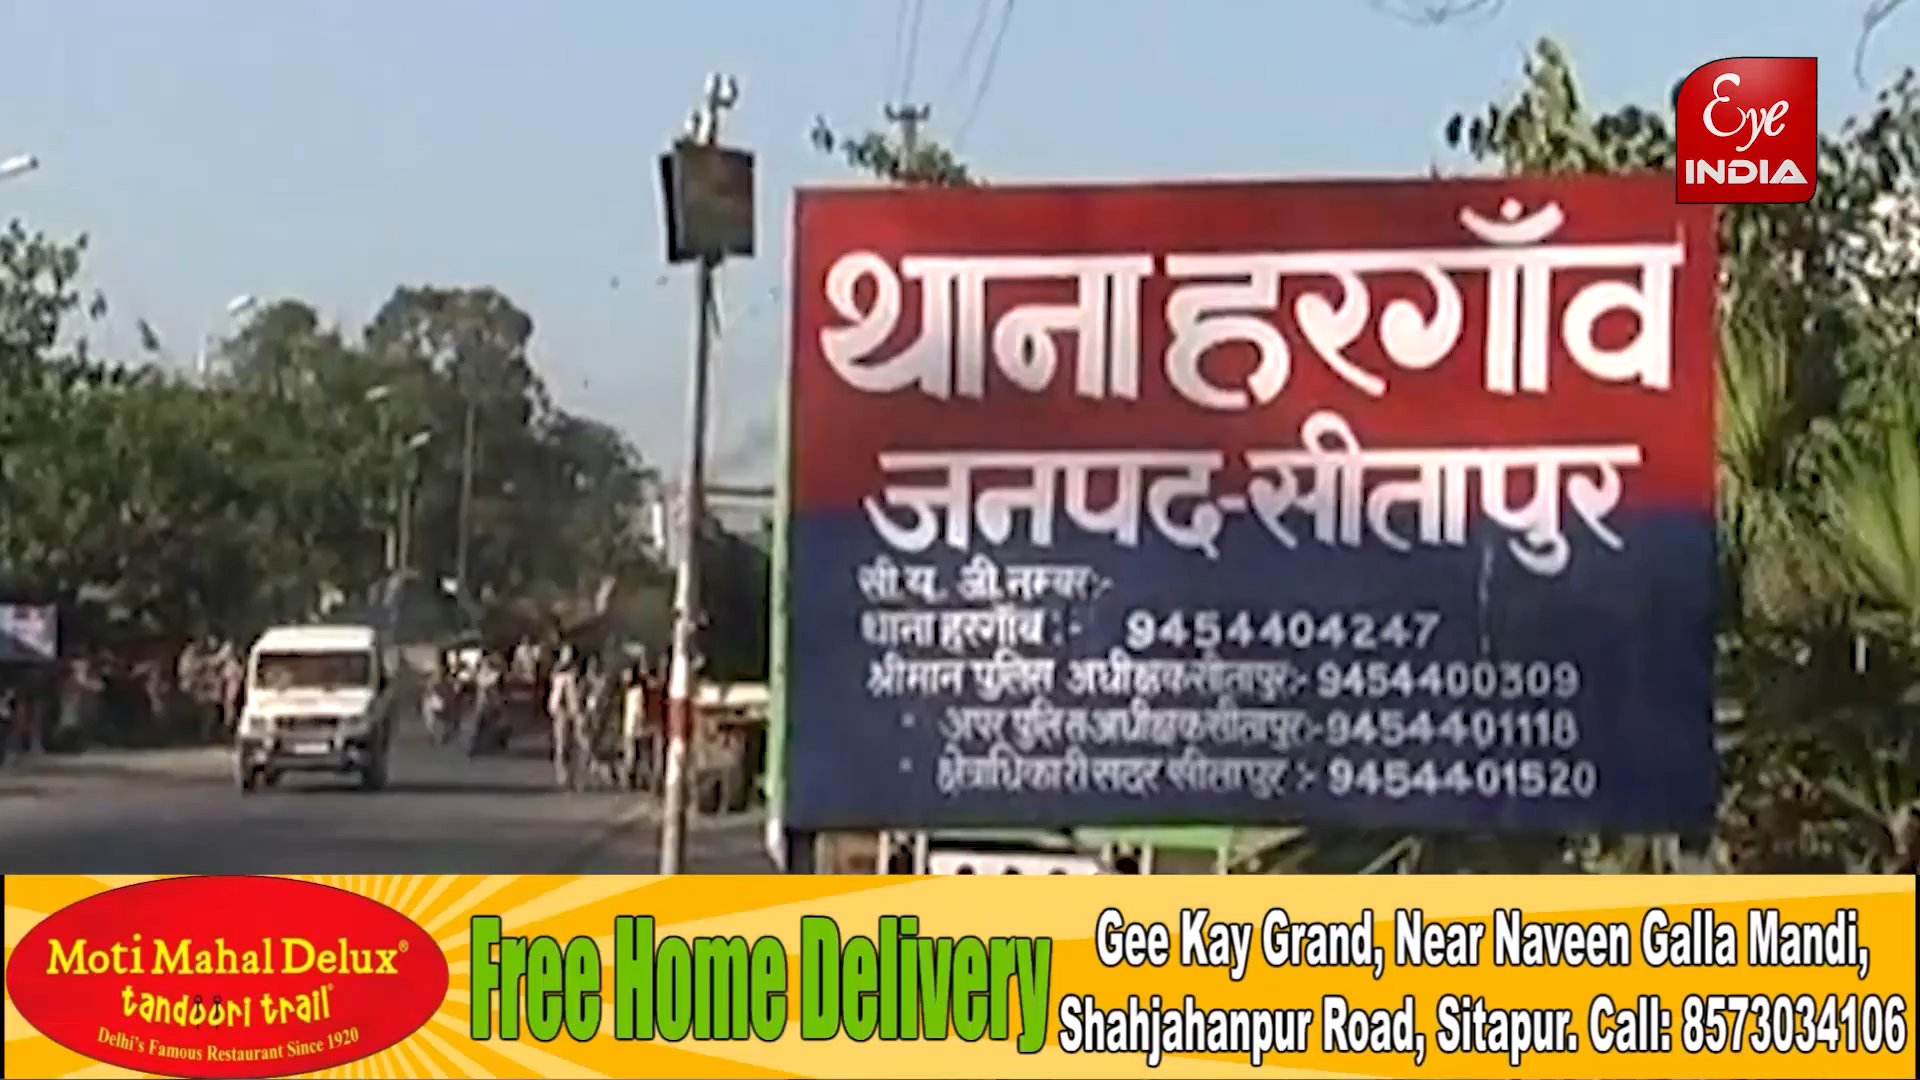 Eye
INDIA
थाना हरगाँव
जनपद-सीतापुर
सी.यू. जी.नम्बर:-
थाना हरगाँव :- 9454404247
श्रीमान पुलिस अधीक्षक सीतापुर:- 9454400309
" अपर पुलिस अधीक्षक सीतापुर:- 9454401118
" क्षेत्राधिकारी सदर सीतापुर :- 9454401520
Moti Mahal Delux®
tandoori trail®
Delhi's Famous Restaurant Since 1920
Free Home Delivery
Gee Kay Grand, Near Naveen Galla Mandi,
Shahjahanpur Road, Sitapur. Call: 8573034106